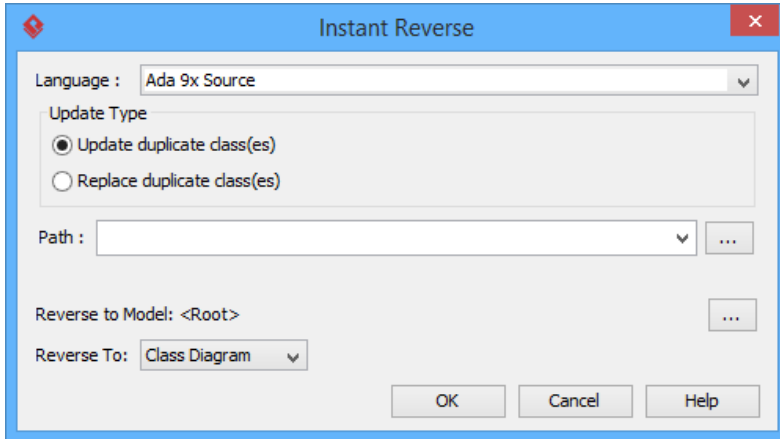 Instant Reverse
Language : Ada 9x Source
Update Type
Update duplicate class(es)
Replace duplicate class(es)
Path : ...
Reverse to Model: <Root> ...
Reverse To: Class Diagram
OK Cancel Help